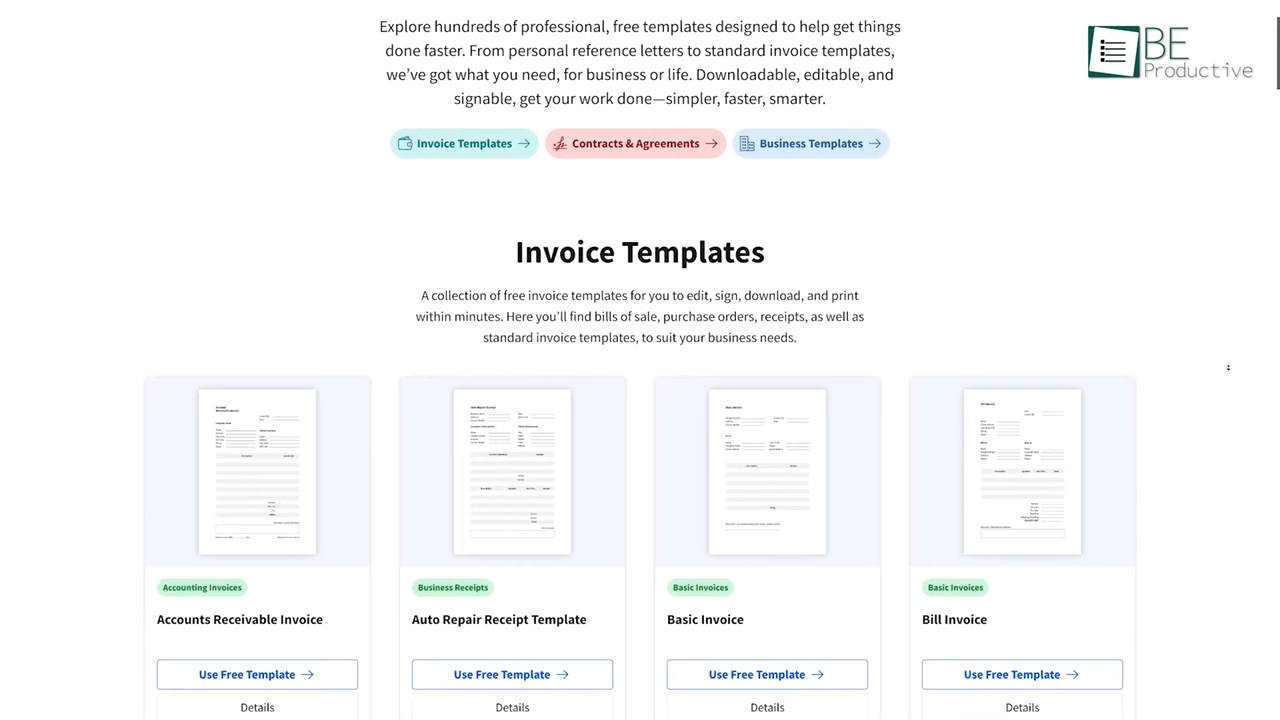 Explore hundreds of professional, free templates designed to help get things
done faster. From personal reference letters to standard invoice templates,
we've got what you need, for business or life. Downloadable, editable, and
signable, get your work done—simpler, faster, smarter.
BE
Productive
Invoice Templates
Contracts & Agreements
Business Templates
Invoice Templates
A collection of free invoice templates for you to edit, sign, download, and print
within minutes. Here you'll find bills of sale, purchase orders, receipts, as well as
standard invoice templates, to suit your business needs.
Accounting Invoices
Accounts Receivable Invoice
Use Free Template
Details
Business Receipts
Auto Repair Receipt Template
Use Free Template
Details
Basic Invoices
Basic Invoice
Use Free Template
Details
Basic Invoices
Bill Invoice
Use Free Template
Details